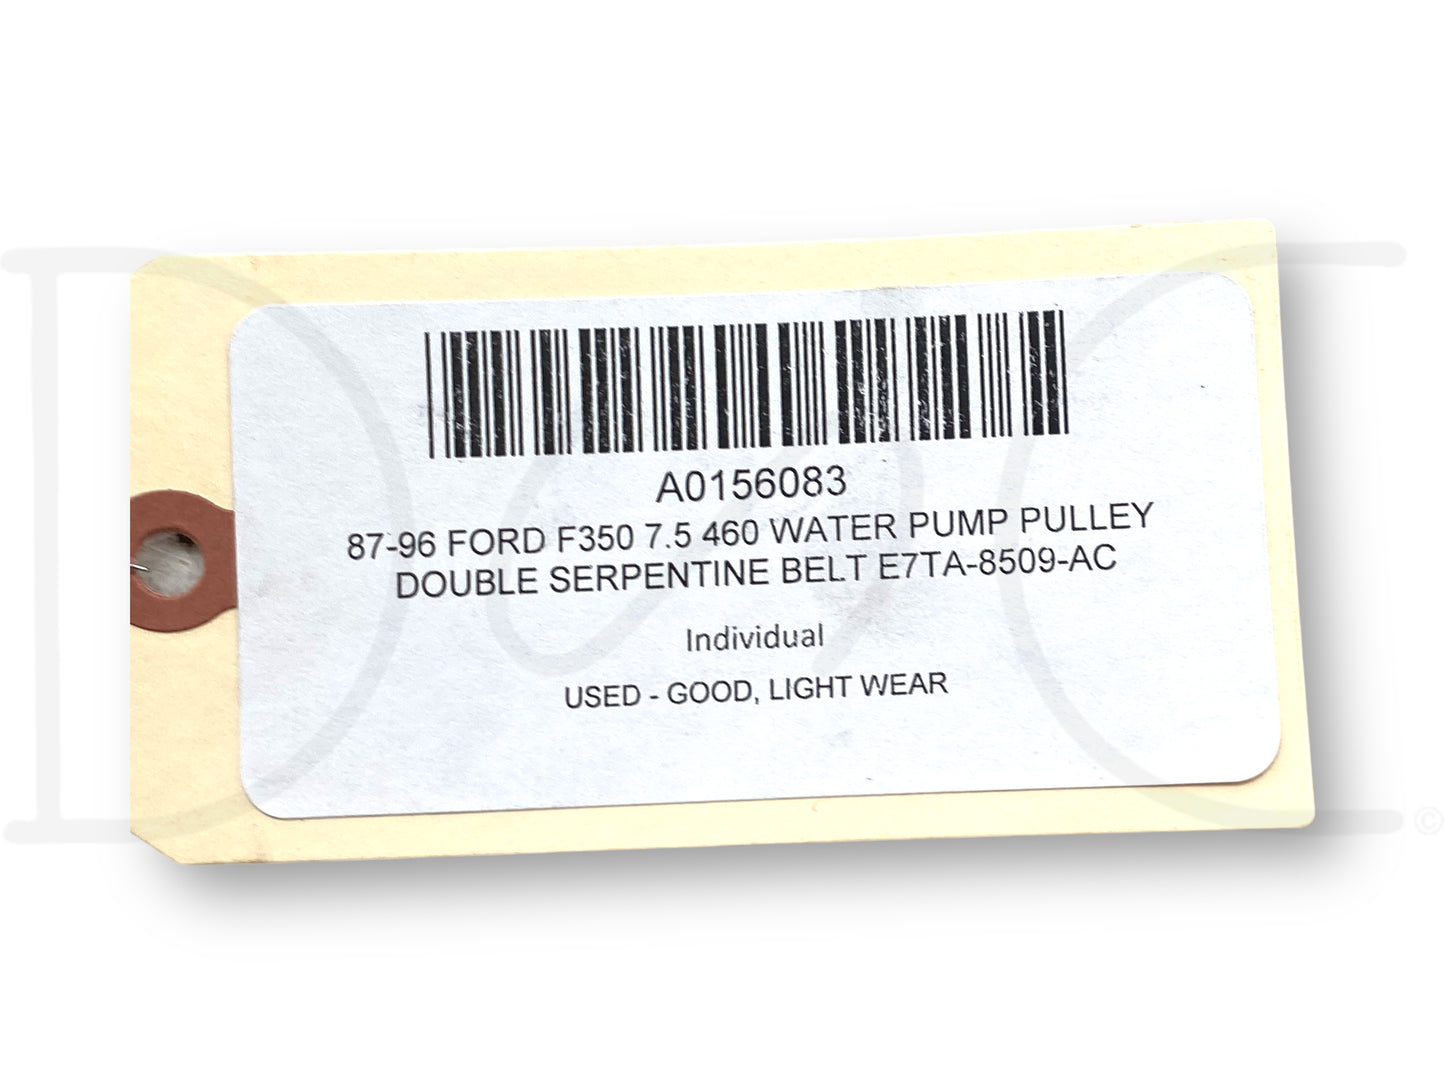 A0156083
87-96 FORD F350 7.5 460 WATER PUMP PULLEY
DOUBLE SERPENTINE BELT E7TA-8509-AC
Individual
USED - GOOD, LIGHT WEAR
©